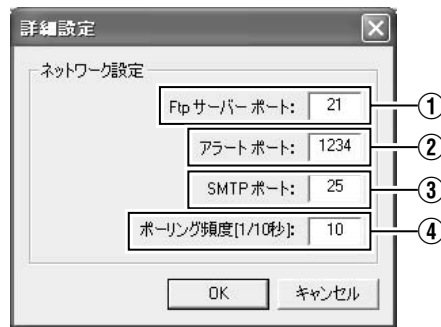 詳細設定
ネットワーク設定
Ftp サーバー ポート: 21 ①
アラート ポート: 1234 ②
SMTP ポート: 25 ③
ポーリング頻度[1/10秒]: 10 ④
OK キャンセル